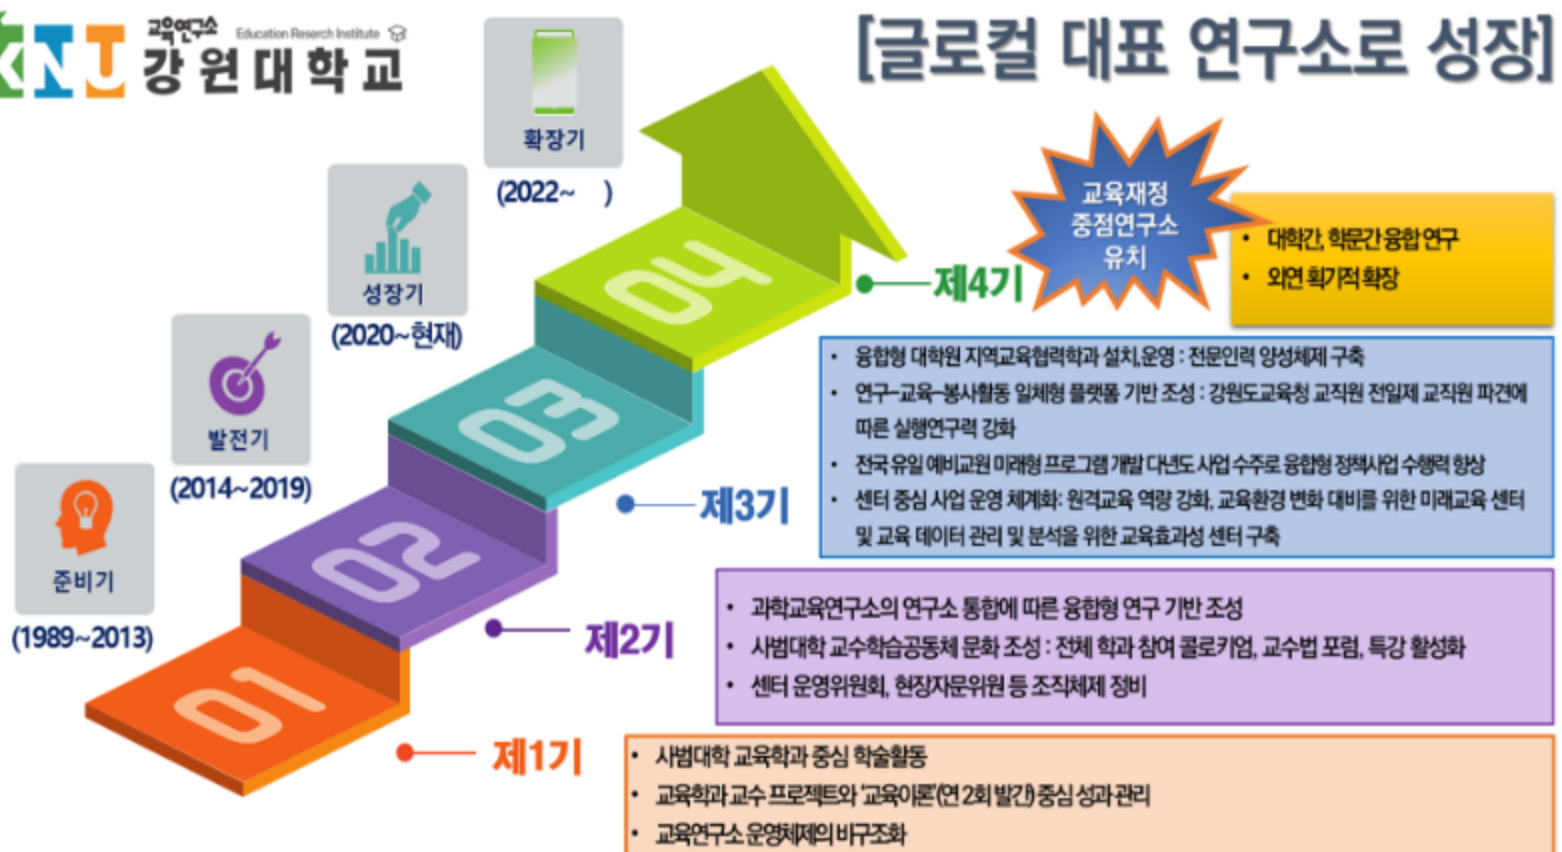 KNU
교육연구소
Education Reserch Institute
강원대학교
[글로컬 대표 연구소로 성장]
확장기
(2022~ )
성장기
(2020~현재)
발전기
(2014~2019)
준비기
(1989~2013)
04
03
02
01
제4기
교육재정
중점연구소
유치
• 대학간, 학문간 융합 연구
• 외연 획기적 확장
제3기
• 융합형 대학원 지역교육협력학과 설치,운영 : 전문인력 양성체제 구축
• 연구-교육-봉사활동 일체형 플랫폼 기반 조성 : 강원도교육청 교직원 전일제 교직원 파견에
따른 실행연구력 강화
• 전국 유일 예비교원 미래형 프로그램 개발 다년도 사업 수주로 융합형 정책사업 수행력 향상
• 센터 중심 사업 운영 체계화: 원격교육 역량 강화, 교육환경 변화 대비를 위한 미래교육 센터
및 교육 데이터 관리 및 분석을 위한 교육효과성 센터 구축
제2기
• 과학교육연구소의 연구소 통합에 따른 융합형 연구 기반 조성
• 사범대학 교수학습공동체 문화 조성 : 전체 학과 참여 콜로키엄, 교수법 포럼, 특강 활성화
• 센터 운영위원회, 현장자문위원 등 조직체제 정비
제1기
• 사범대학 교육학과 중심 학술활동
• 교육학과 교수 프로젝트와 '교육이론'(연 2회 발간) 중심 성과 관리
• 교육연구소 운영체제의 비구조화